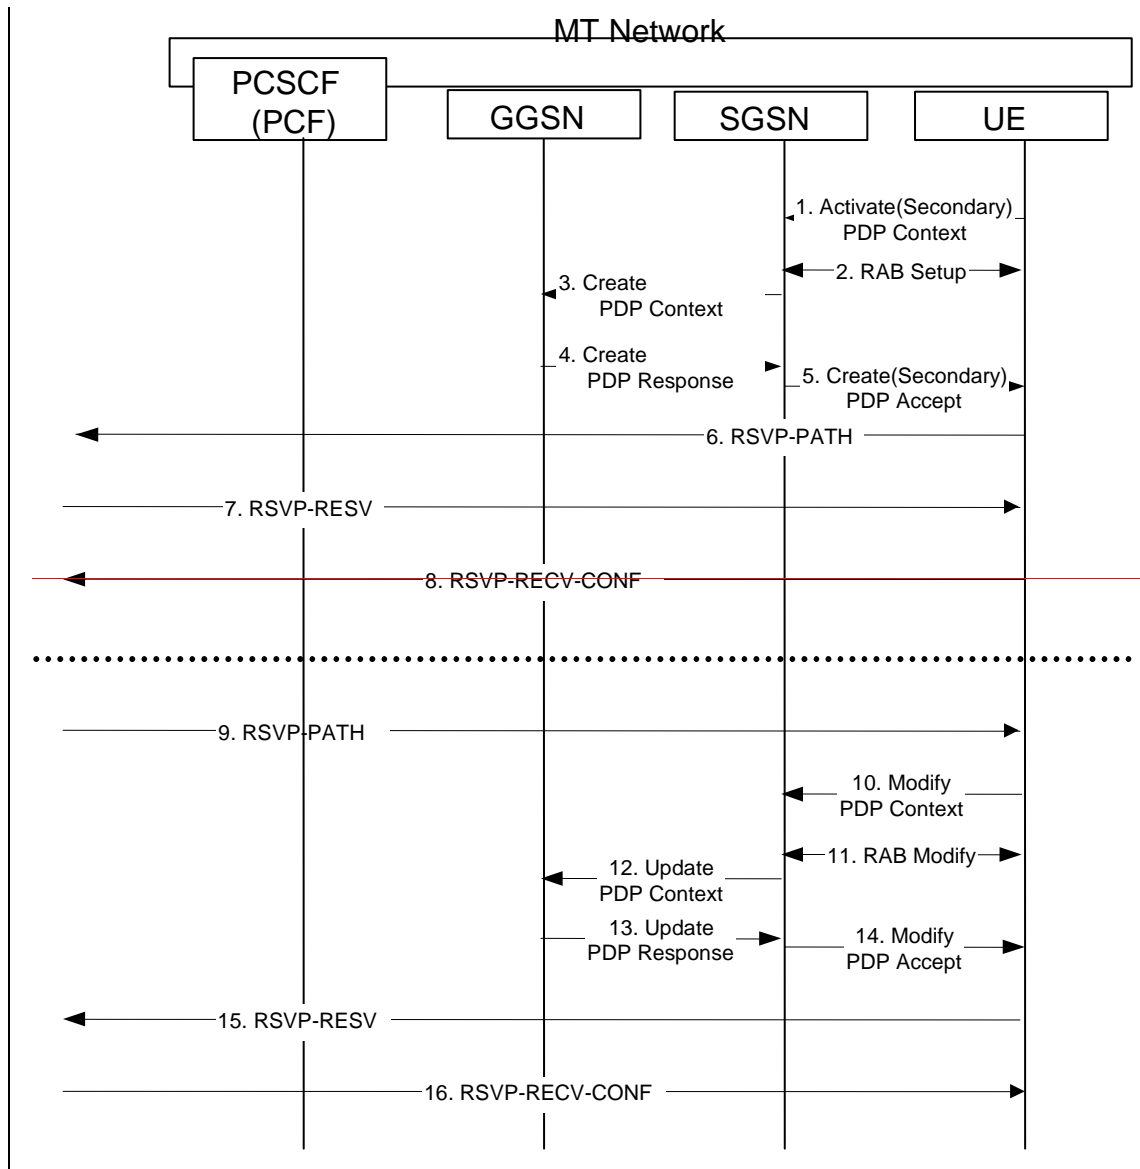 MT Network
PCSCF
(PCF)
GGSN
SGSN
UE
1. Activate(Secondary)
PDP Context
2. RAB Setup
3. Create
PDP Context
4. Create
PDP Response
5. Create(Secondary)
PDP Accept
6. RSVP-PATH
7. RSVP-RESV
8. RSVP-RECV-CONF
9. RSVP-PATH
10. Modify
PDP Context
11. RAB Modify
12. Update
PDP Context
13. Update
PDP Response
14. Modify
PDP Accept
15. RSVP-RESV
16. RSVP-RECV-CONF